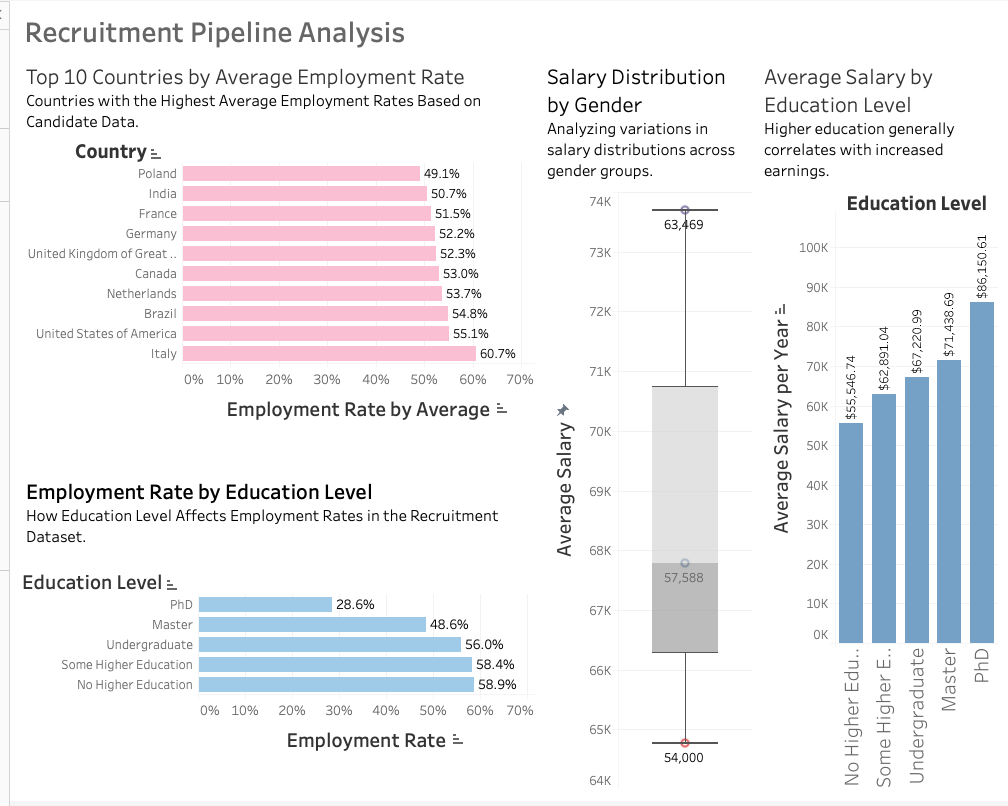 Recruitment Pipeline Analysis
Top 10 Countries by Average Employment Rate
Countries with the Highest Average Employment Rates Based on
Candidate Data.
Country
Poland 49.1%
India 50.7%
France 51.5%
Germany 52.2%
United Kingdom of Great .. 52.3%
Canada 53.0%
Netherlands 53.7%
Brazil 54.8%
United States of America 55.1%
Italy 60.7%
0% 10% 20% 30% 40% 50% 60% 70%
Employment Rate by Average
Employment Rate by Education Level
How Education Level Affects Employment Rates in the Recruitment
Dataset.
Education Level
PhD 28.6%
Master 48.6%
Undergraduate 56.0%
Some Higher Education 58.4%
No Higher Education 58.9%
0% 10% 20% 30% 40% 50% 60% 70%
Employment Rate
Salary Distribution
by Gender
Analyzing variations in
salary distributions across
gender groups.
Average Salary
74K
63,469
73K
72K
71K
70K
69K
68K
57,588
67K
66K
65K
54,000
64K
Average Salary by
Education Level
Higher education generally
correlates with increased
earnings.
Education Level
Average Salary per Year
100K
90K
80K
70K
60K
50K
40K
30K
20K
10K
0K
$55,546.74
$62,891.04
$67,220.99
$71,438.69
$86,150.61
No Higher Edu..
Some Higher E..
Undergraduate
Master
PhD